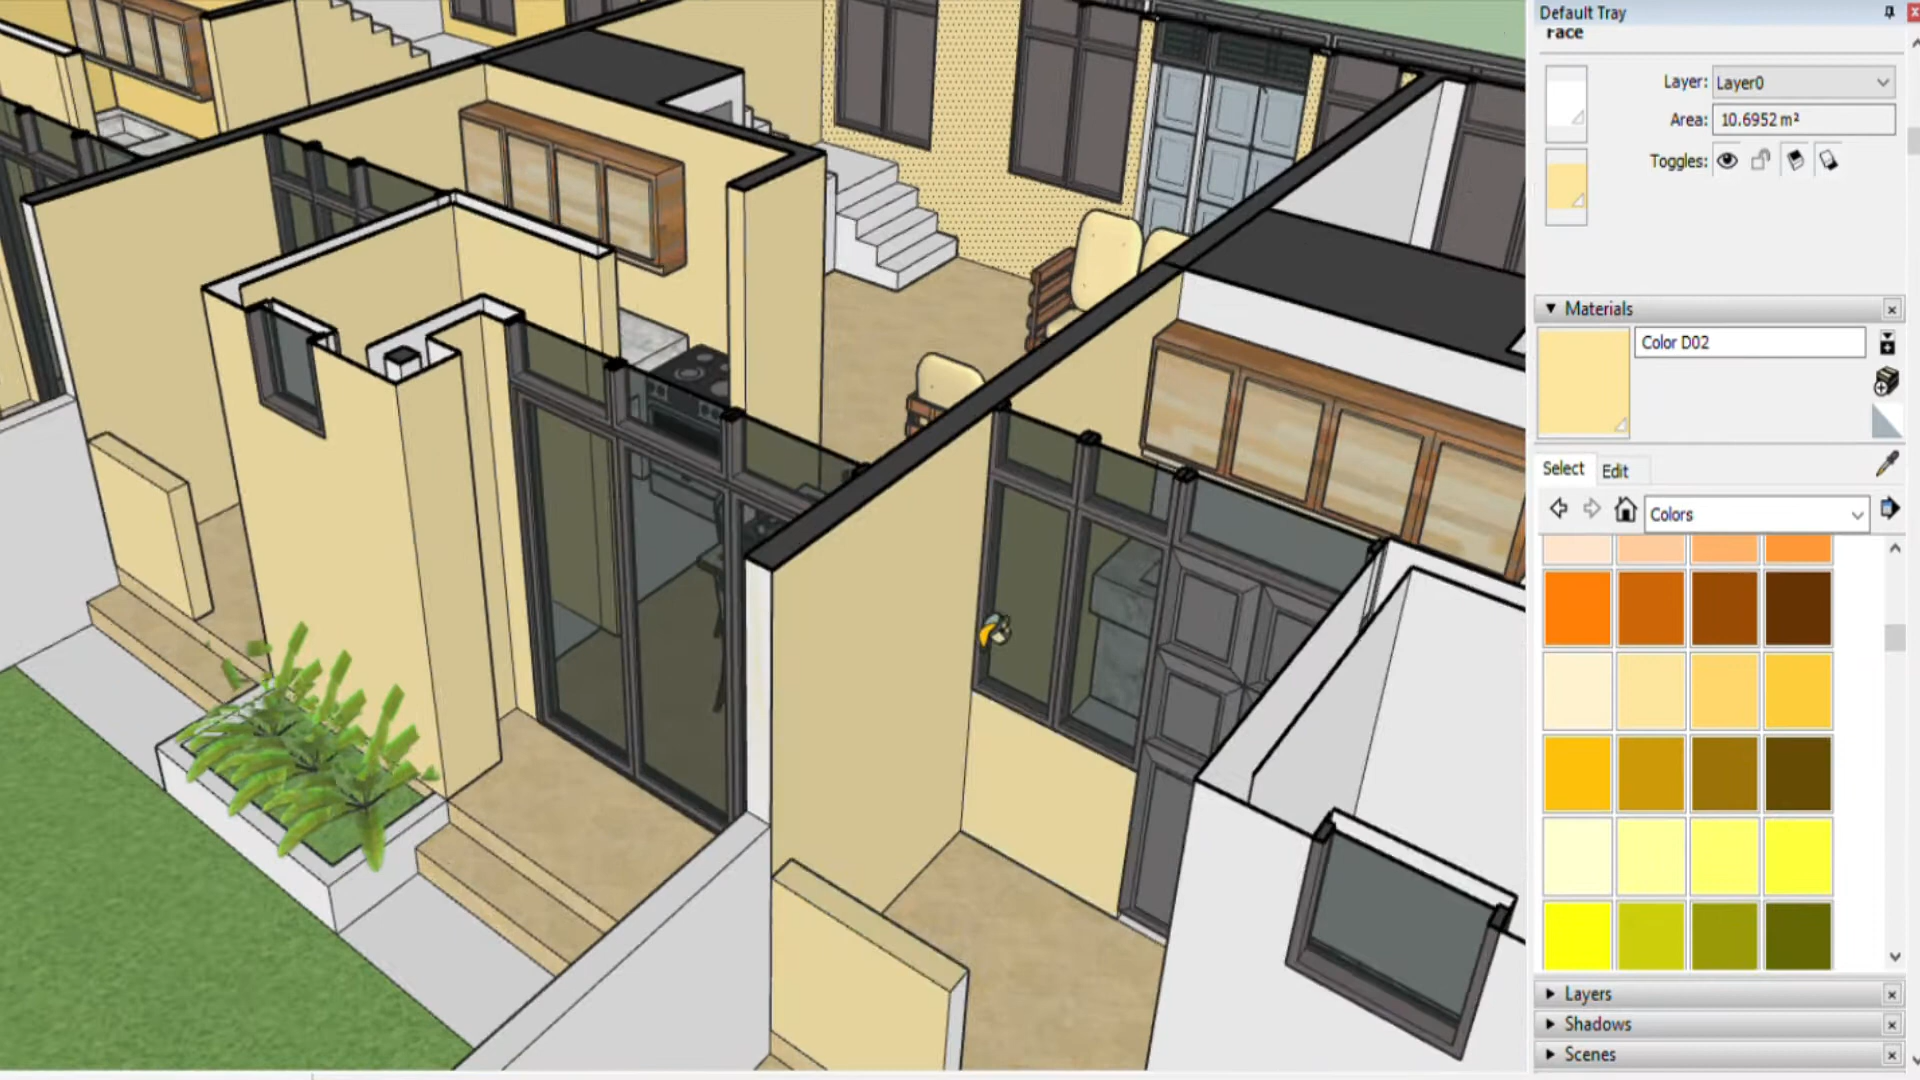 Default Tray
Face
Layer: Layer0
Area: 10.6952 m²
Toggles:
Materials
Color D02
Select Edit
Colors
Layers
Shadows
Scenes